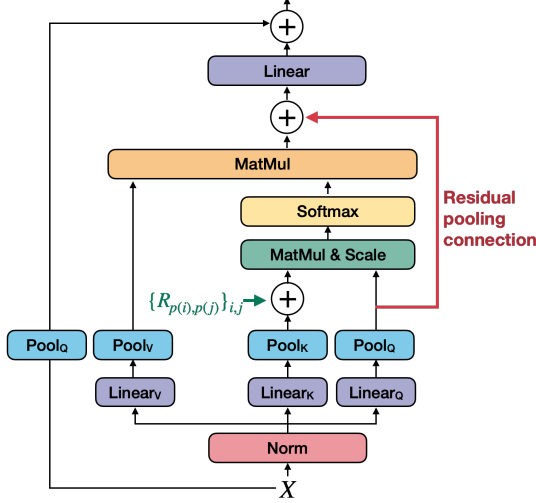 Linear
MatMul
Softmax
MatMul & Scale
Residual
pooling
connection
{R_{p(i),p(j)}}_{i,j}
Pool_Q
Pool_V
Pool_K
Pool_Q
Linear_V
Linear_K
Linear_Q
Norm
X